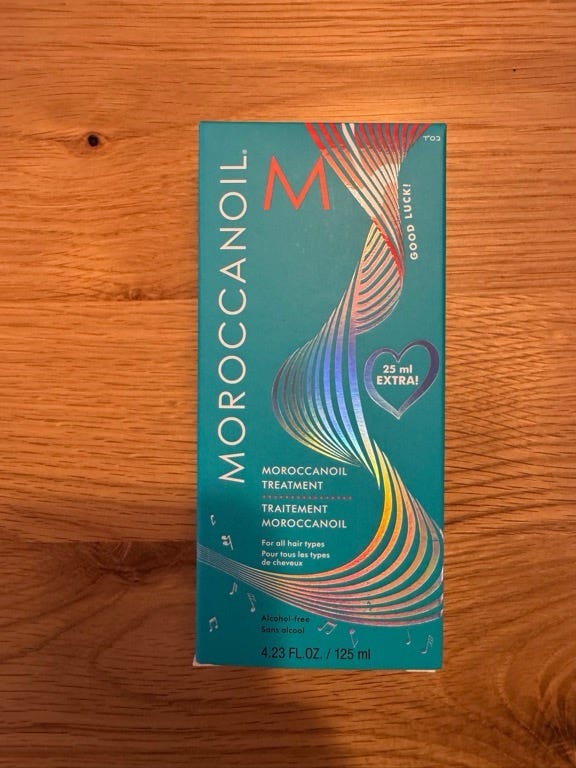 MOROCCANOIL®
M
GOOD LUCK!
25 ml
EXTRA!
MOROCCANOIL
TREATMENT
TRAITEMENT
MOROCCANOIL
For all hair types
Pour tous les types
de cheveux
Alcohol-free
Sans alcool
4.23 FL.OZ. / 125 ml